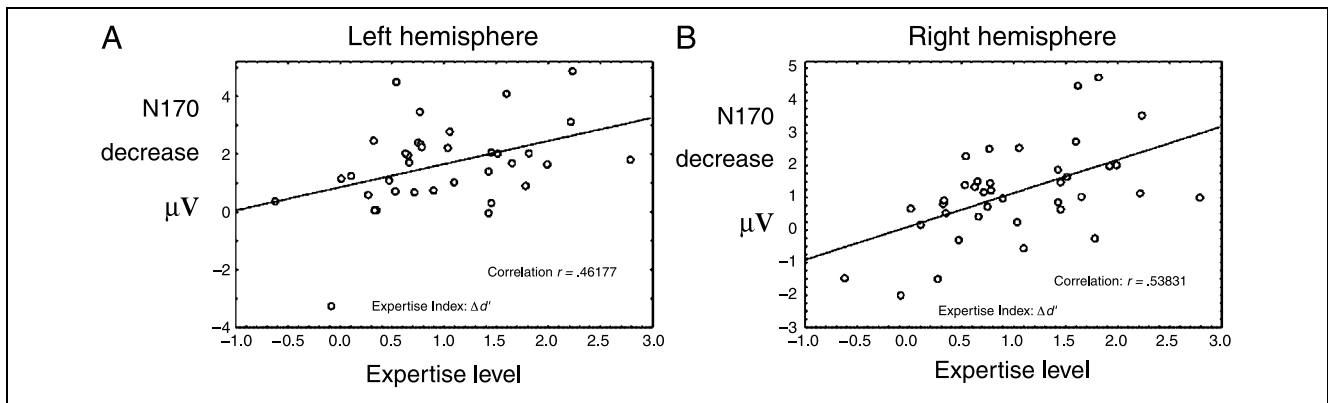 A
Left hemisphere
N170
decrease
μV
4
2
0
−2
−4
Correlation r = .46177
Expertise Index: Δd'
−1.0 −0.5 0.0 0.5 1.0 1.5 2.0 2.5 3.0
Expertise level
B
Right hemisphere
N170
decrease
μV
5
4
3
2
1
0
−1
−2
−3
Correlation: r = .53831
Expertise Index: Δd'
−1.0 −0.5 0.0 0.5 1.0 1.5 2.0 2.5 3.0
Expertise level